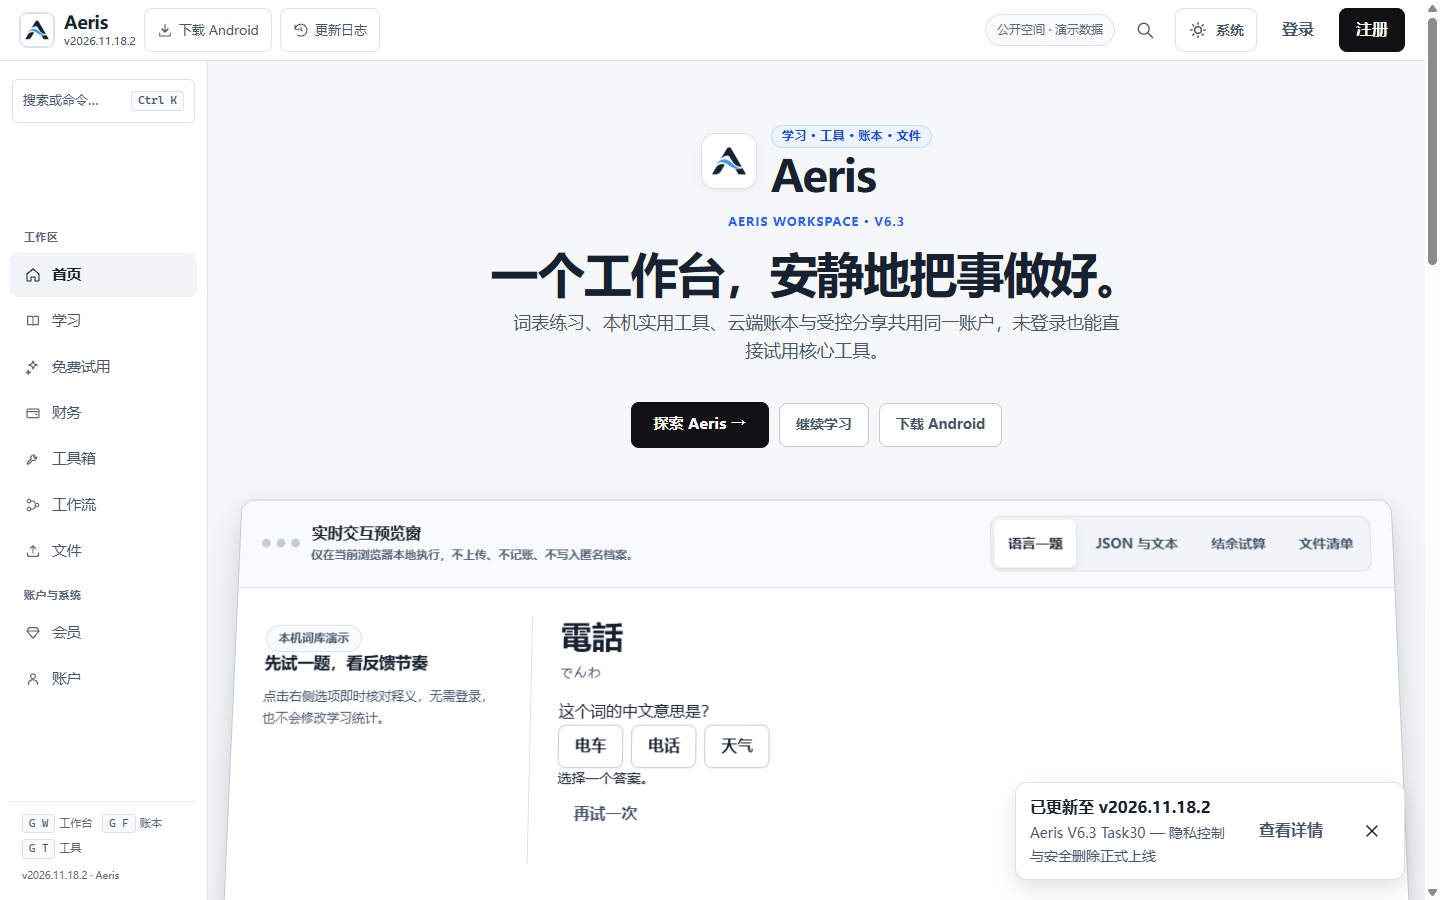 Aeris
v2026.11.18.2
下载 Android
更新日志
公开空间 · 演示数据
系统
登录
注册
搜索或命令...
Ctrl K
工作区
首页
学习
免费试用
财务
工具箱
工作流
文件
账户与系统
会员
账户
G W 工作台 G F 账本
G T 工具
v2026.11.18.2 · Aeris
学习 • 工具 • 账本 • 文件
Aeris
AERIS WORKSPACE • V6.3
一个工作台，安静地把事做好。
词表练习、本机实用工具、云端账本与受控分享共用同一账户，未登录也能直
接试用核心工具。
探索 Aeris →
继续学习
下载 Android
实时交互预览窗
仅在当前浏览器本地执行，不上传、不记账、不写入匿名档案。
语言一题
JSON 与文本
结余试算
文件清单
本机词库演示
先试一题，看反馈节奏
点击右侧选项即时核对释义，无需登录，
也不会修改学习统计。
電話
でんわ
这个词的中文意思是？
电车
电话
天气
选择一个答案。
再试一次
已更新至 v2026.11.18.2
Aeris V6.3 Task30 — 隐私控制
与安全删除正式上线
查看详情